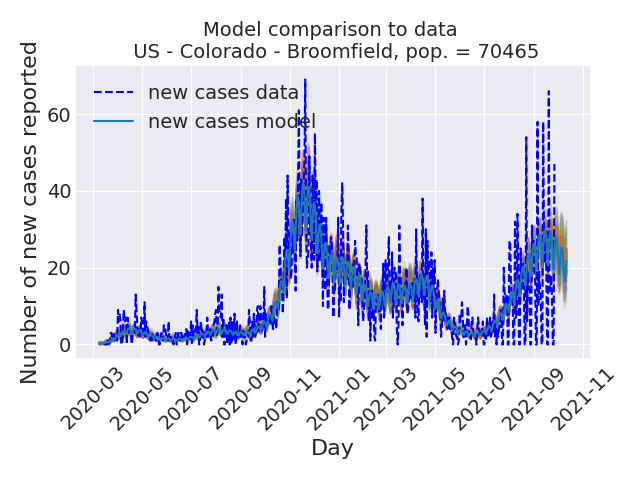 Model comparison to data
US - Colorado - Broomfield, pop. = 70465
Number of new cases reported
new cases data
new cases model
60
40
20
0
2020-03
2020-05
2020-07
2020-09
2020-11
2021-01
2021-03
2021-05
2021-07
2021-09
2021-11
Day